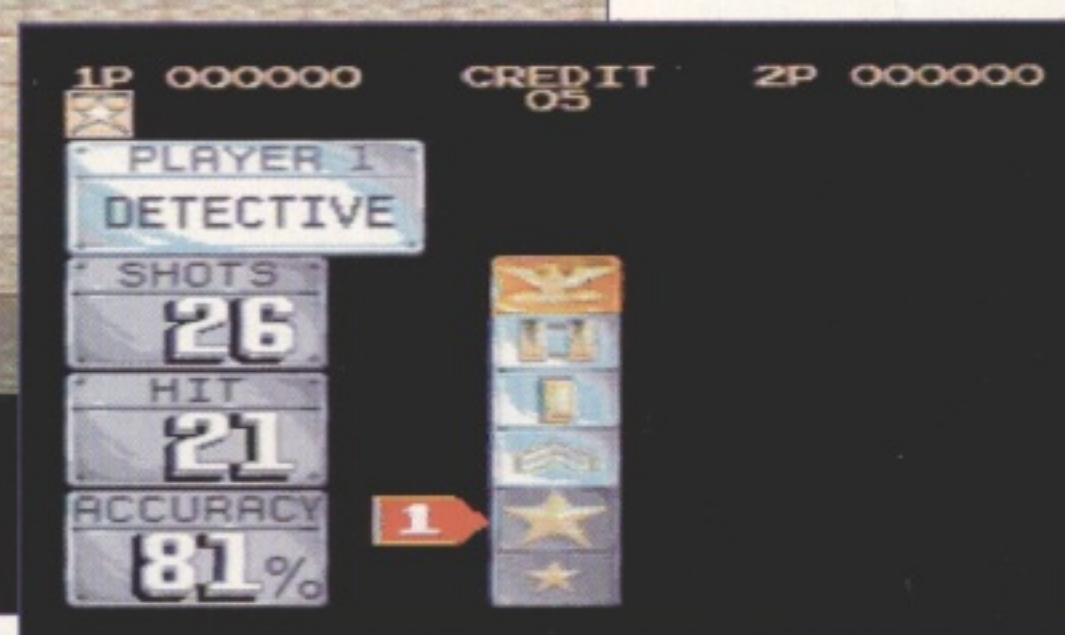 1P 000000 CREDIT 2P 000000
05
PLAYER 1
DETECTIVE
SHOTS
26
HIT
21
ACCURACY
81%
1